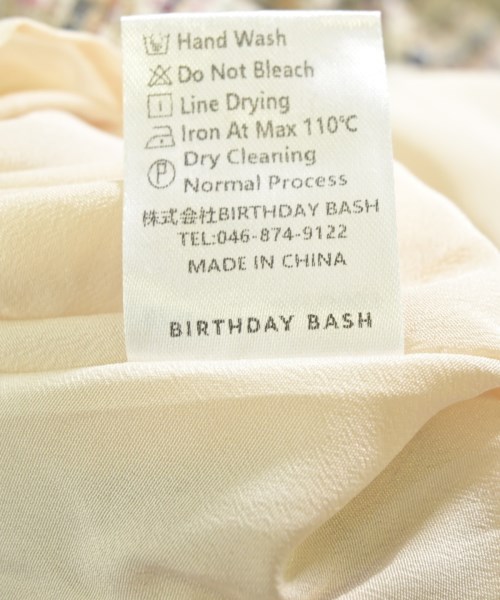 Hand Wash
Do Not Bleach
Line Drying
Iron At Max 110℃
P Dry Cleaning
Normal Process
株式会社BIRTHDAY BASH
TEL:046-874-9122
MADE IN CHINA
BIRTHDAY BASH